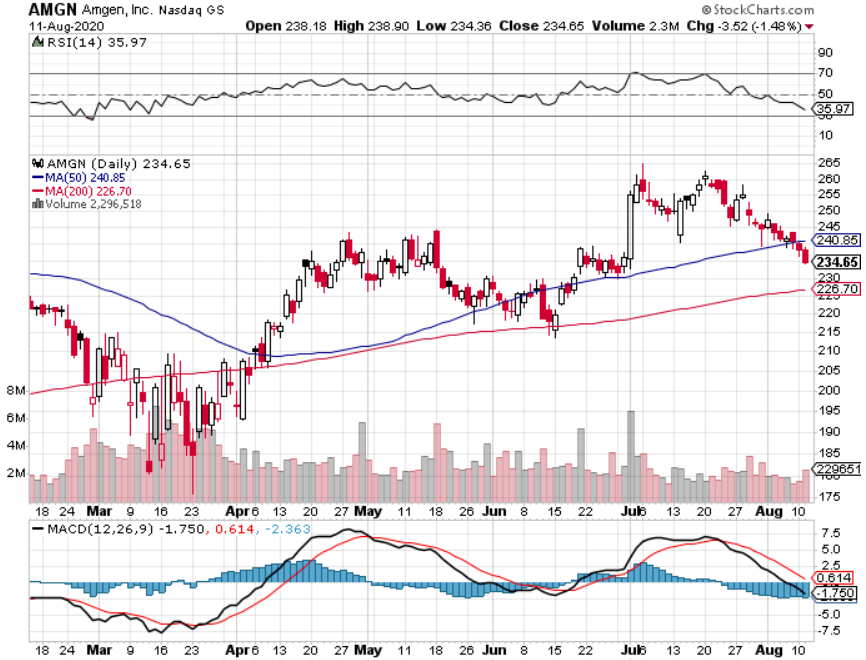 AMGN Amgen, Inc. Nasdaq GS © StockCharts.com
11-Aug-2020 Open 238.18 High 238.90 Low 234.36 Close 234.65 Volume 2.3M Chg -3.52 (-1.48%)
RSI(14) 35.97
90
70
50
35.97
30
10
AMGN (Daily) 234.65
MA(50) 240.85
MA(200) 226.70
Volume 2,296,518
265
260
255
250
245
240.85
234.65
230
226.70
225
220
215
210
205
200
195
190
185
229651
175
8M
6M
4M
2M
18 24 Mar 9 16 23 Apr 6 13 20 27 May 11 18 26 Jun 8 15 22 Jul 6 13 20 27 Aug 10
MACD(12,26,9) -1.750, 0.614, -2.363
7.5
5.0
2.5
0.614
-1.750
-5.0
-7.5
18 24 Mar 9 16 23 Apr 6 13 20 27 May 11 18 26 Jun 8 15 22 Jul 6 13 20 27 Aug 10